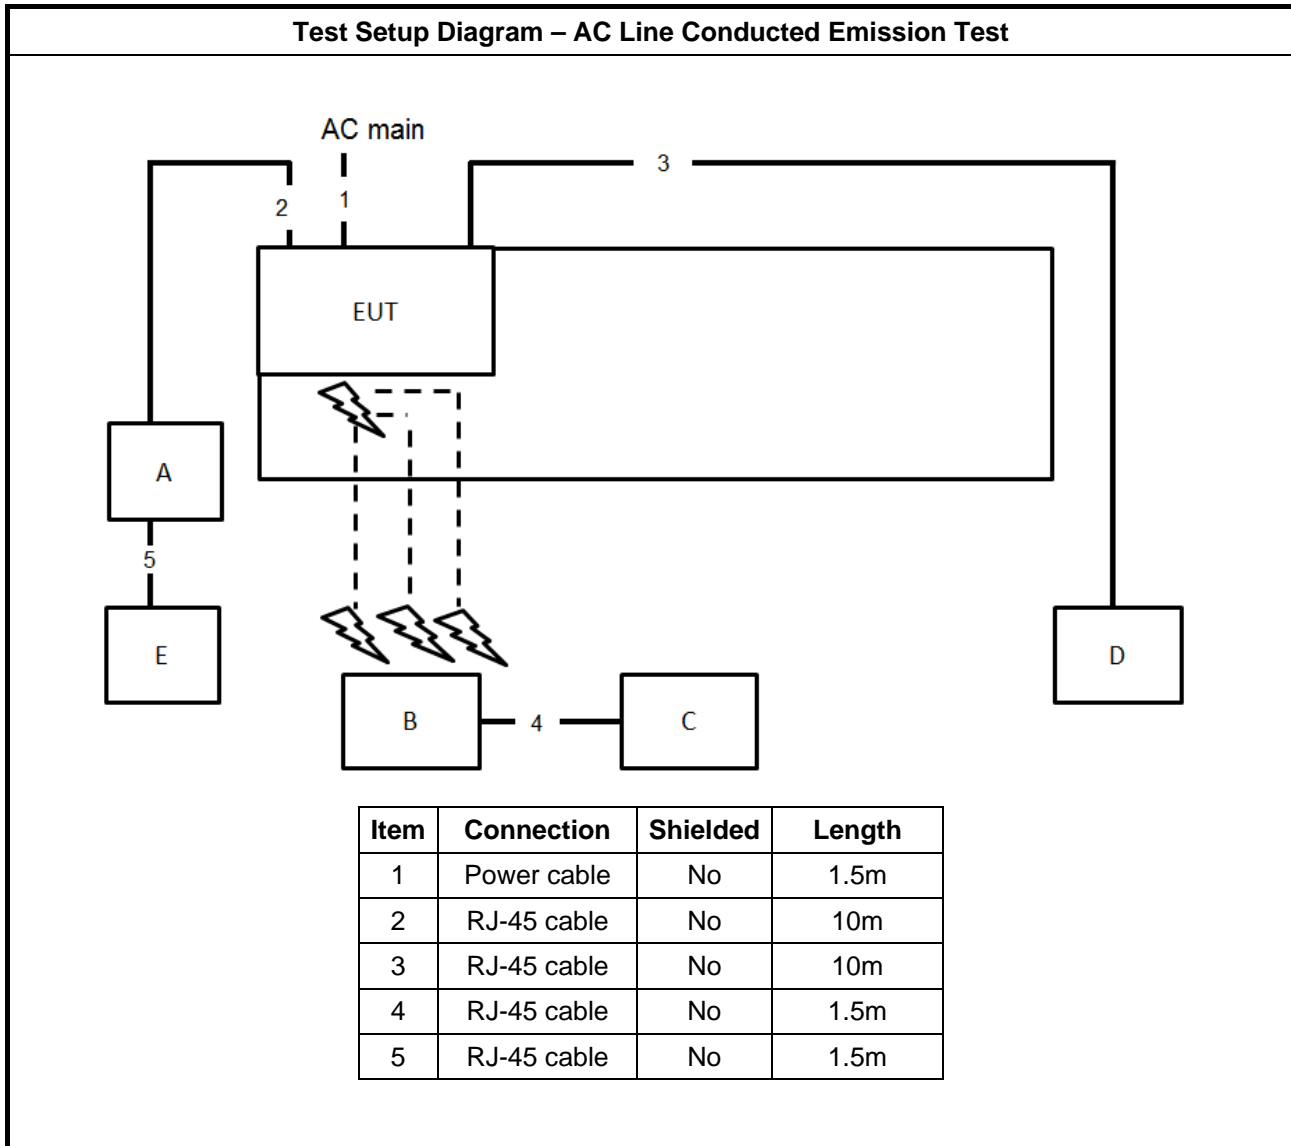 Test Setup Diagram – AC Line Conducted Emission Test
AC main
3
2
1
EUT
A
5
E
D
B
4
C
Item Connection Shielded Length
1 Power cable No 1.5m
2 RJ-45 cable No 10m
3 RJ-45 cable No 10m
4 RJ-45 cable No 1.5m
5 RJ-45 cable No 1.5m